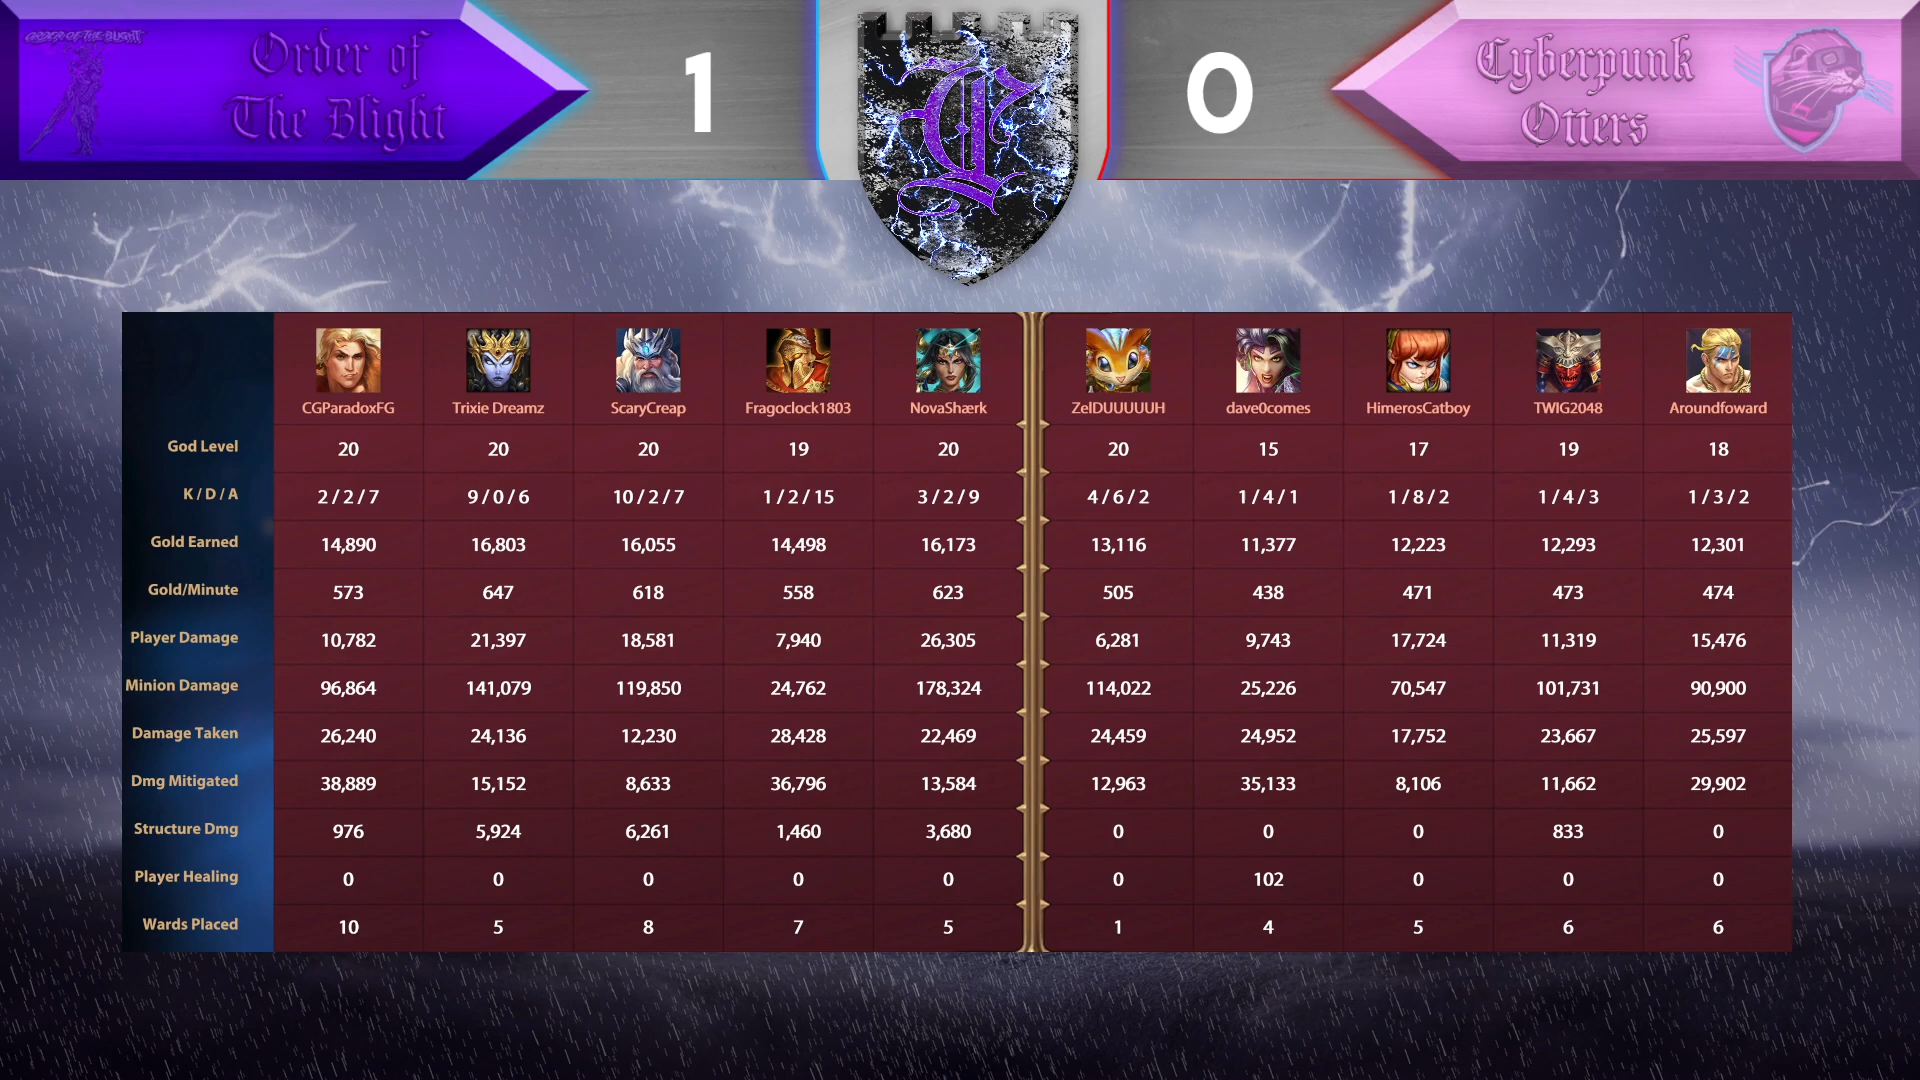 ORDER OF THE BLIGHT
Order of
The Blight
1
0
Cyberpunk
Otters
CGParadoxFG Trixie Dreamz ScaryCreap Fragoclock1803 NovaShærk ZelDUUUUUH dave0comes HimerosCatboy TWIG2048 Aroundfoward
God Level 20 20 20 19 20 20 15 17 19 18
K / D / A 2 / 2 / 7 9 / 0 / 6 10 / 2 / 7 1 / 2 / 15 3 / 2 / 9 4 / 6 / 2 1 / 4 / 1 1 / 8 / 2 1 / 4 / 3 1 / 3 / 2
Gold Earned 14,890 16,803 16,055 14,498 16,173 13,116 11,377 12,223 12,293 12,301
Gold/Minute 573 647 618 558 623 505 438 471 473 474
Player Damage 10,782 21,397 18,581 7,940 26,305 6,281 9,743 17,724 11,319 15,476
Minion Damage 96,864 141,079 119,850 24,762 178,324 114,022 25,226 70,547 101,731 90,900
Damage Taken 26,240 24,136 12,230 28,428 22,469 24,459 24,952 17,752 23,667 25,597
Dmg Mitigated 38,889 15,152 8,633 36,796 13,584 12,963 35,133 8,106 11,662 29,902
Structure Dmg 976 5,924 6,261 1,460 3,680 0 0 0 833 0
Player Healing 0 0 0 0 0 0 102 0 0 0
Wards Placed 10 5 8 7 5 1 4 5 6 6